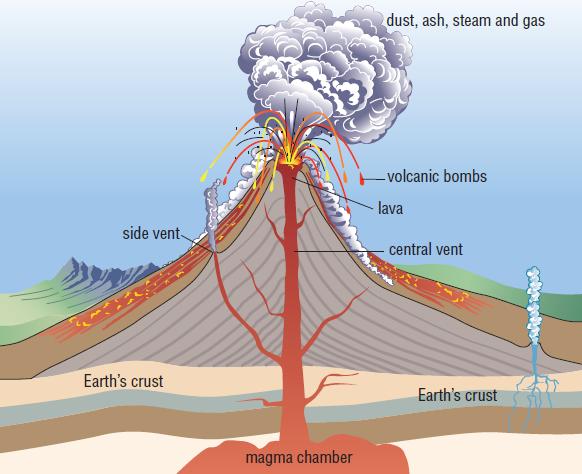 dust, ash, steam and gas
volcanic bombs
lava
side vent
central vent
Earth's crust
Earth's crust
magma chamber